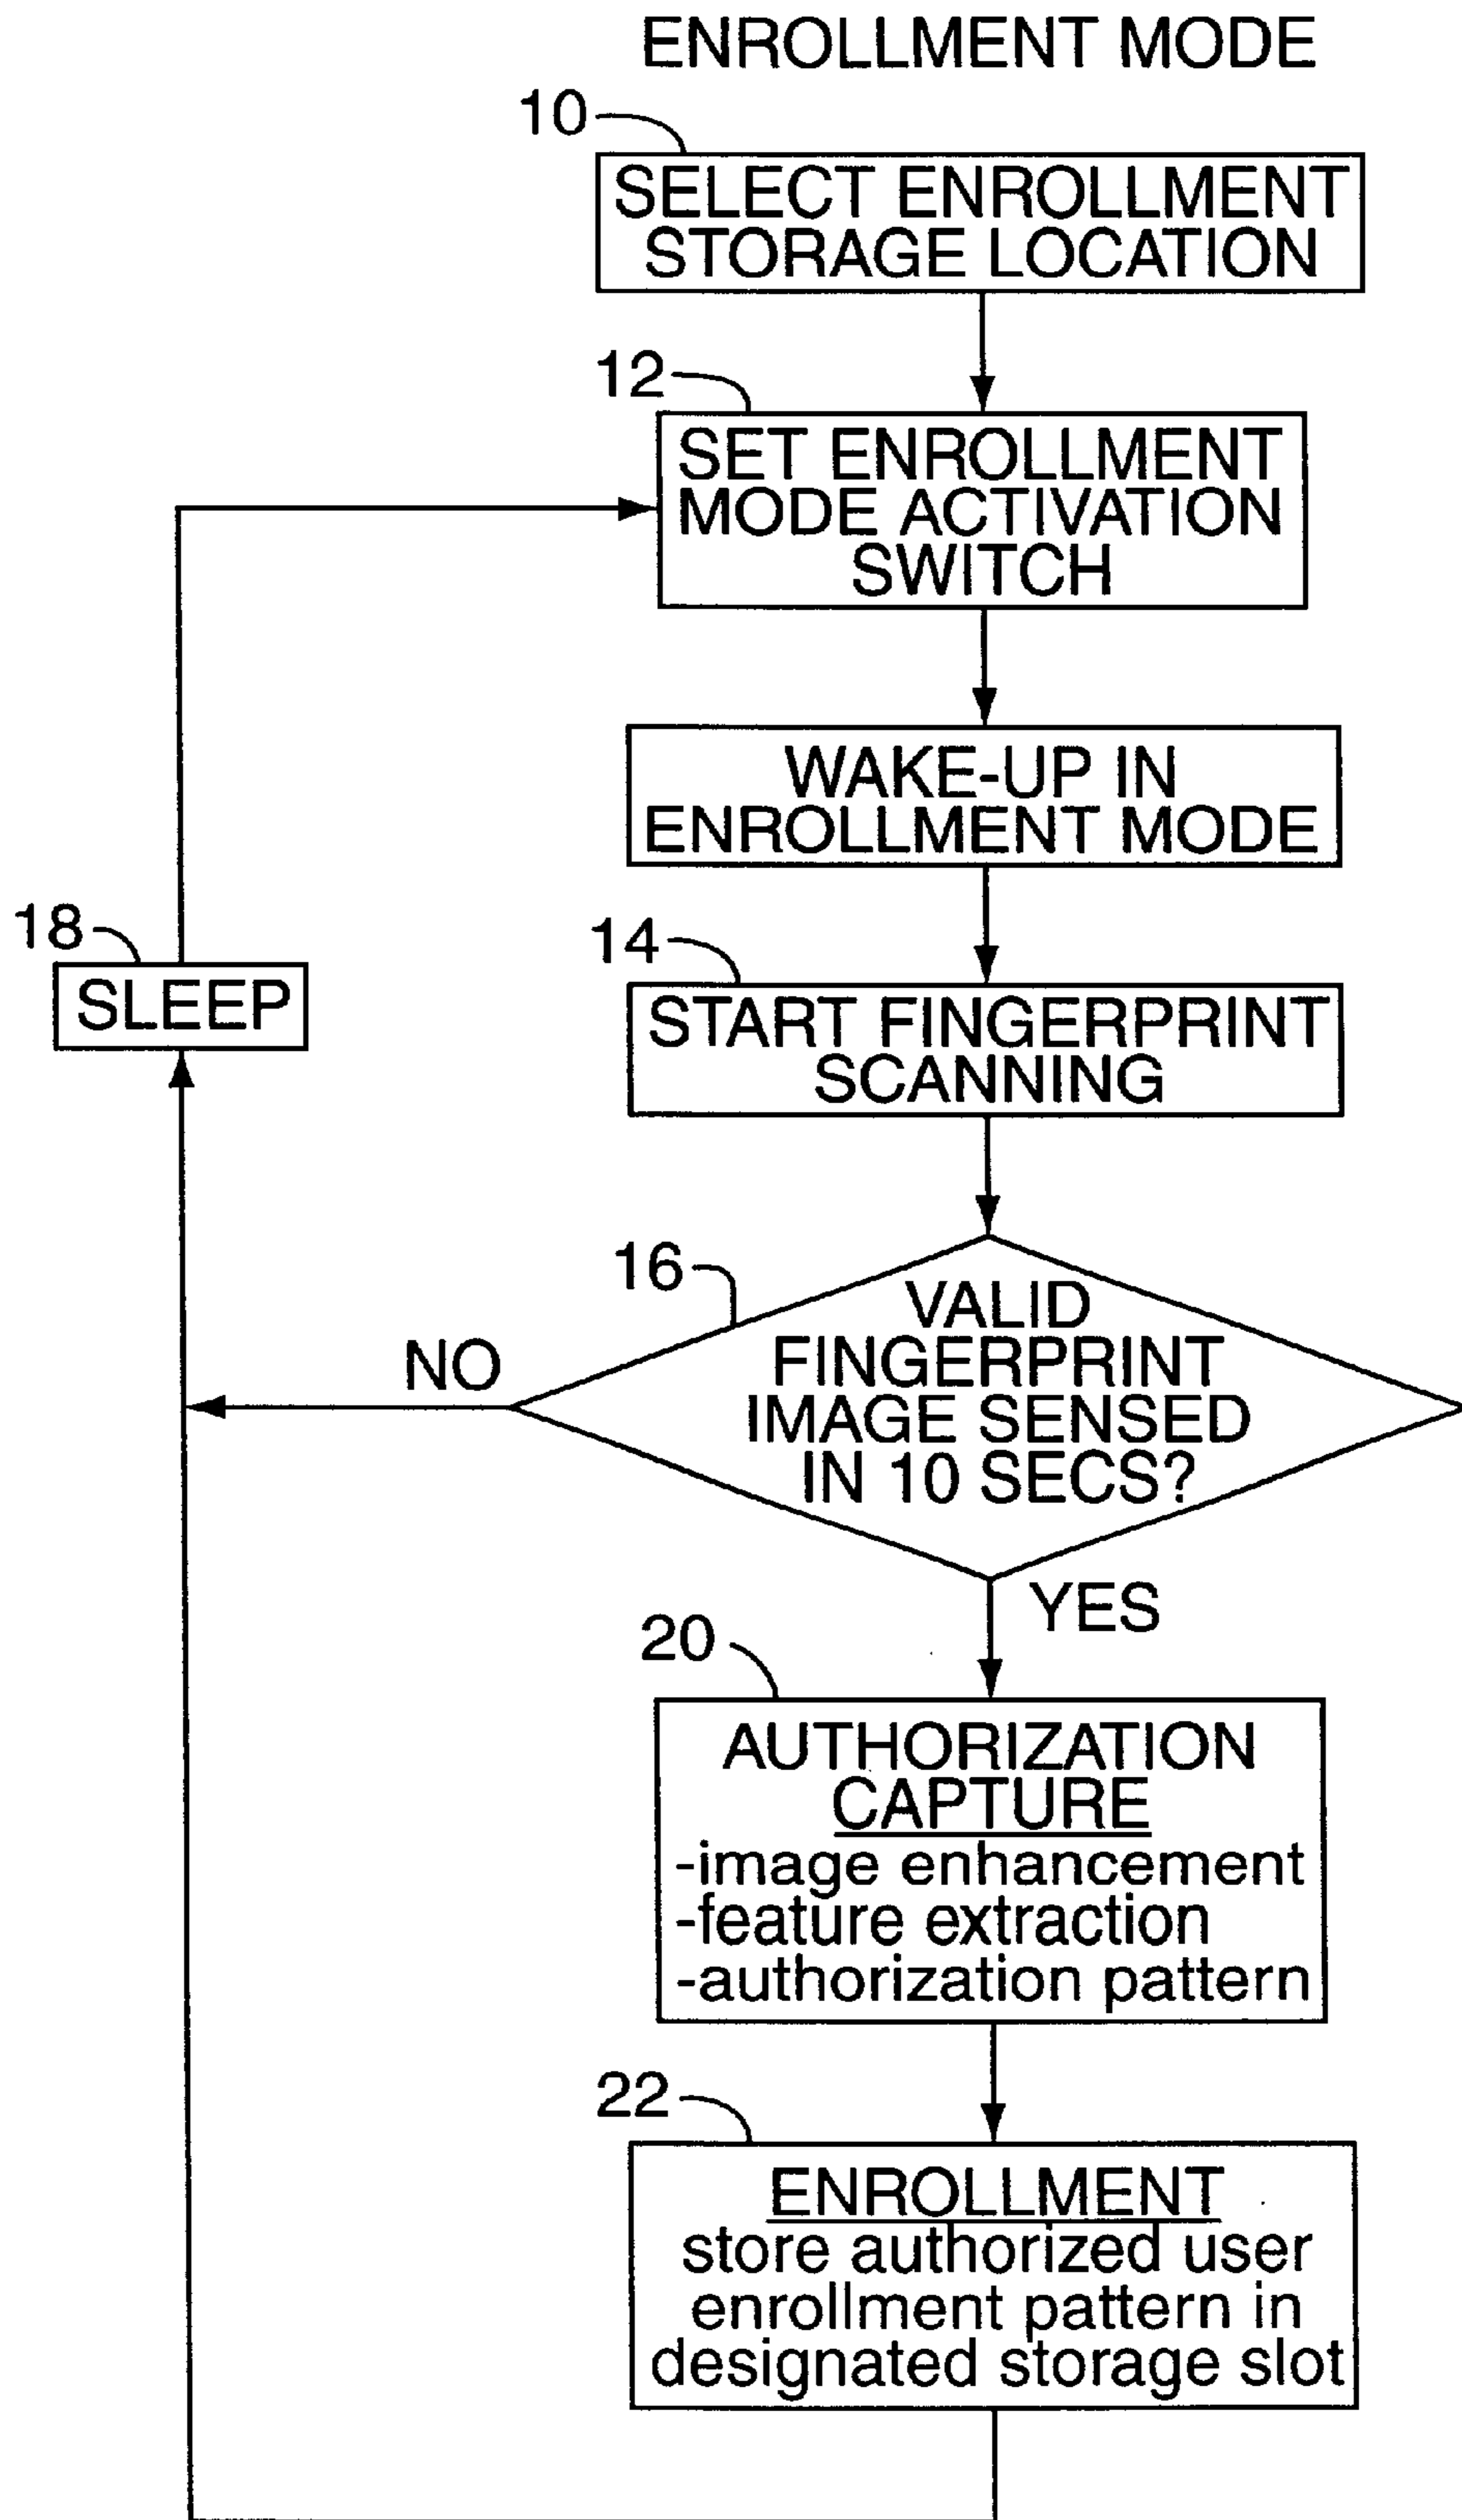 ENROLLMENT MODE
10
SELECT ENROLLMENT
STORAGE LOCATION
12
SET ENROLLMENT
MODE ACTIVATION
SWITCH
WAKE-UP IN
ENROLLMENT MODE
18
SLEEP
14
START FINGERPRINT
SCANNING
16
VALID
FINGERPRINT
IMAGE SENSED
IN 10 SECS?
NO
YES
20
AUTHORIZATION
CAPTURE
-image enhancement
-feature extraction
-authorization pattern
22
ENROLLMENT
store authorized user
enrollment pattern in
designated storage slot